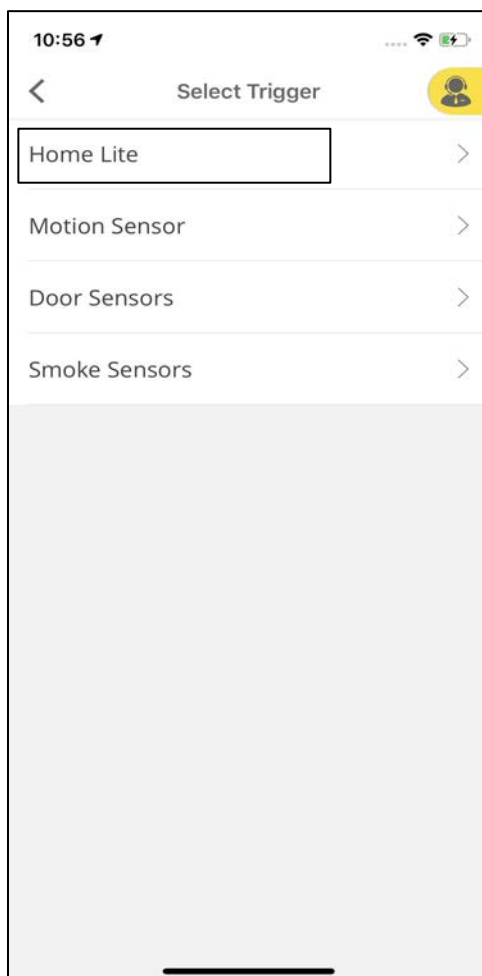 10:56
Select Trigger
Home Lite
Motion Sensor
Door Sensors
Smoke Sensors